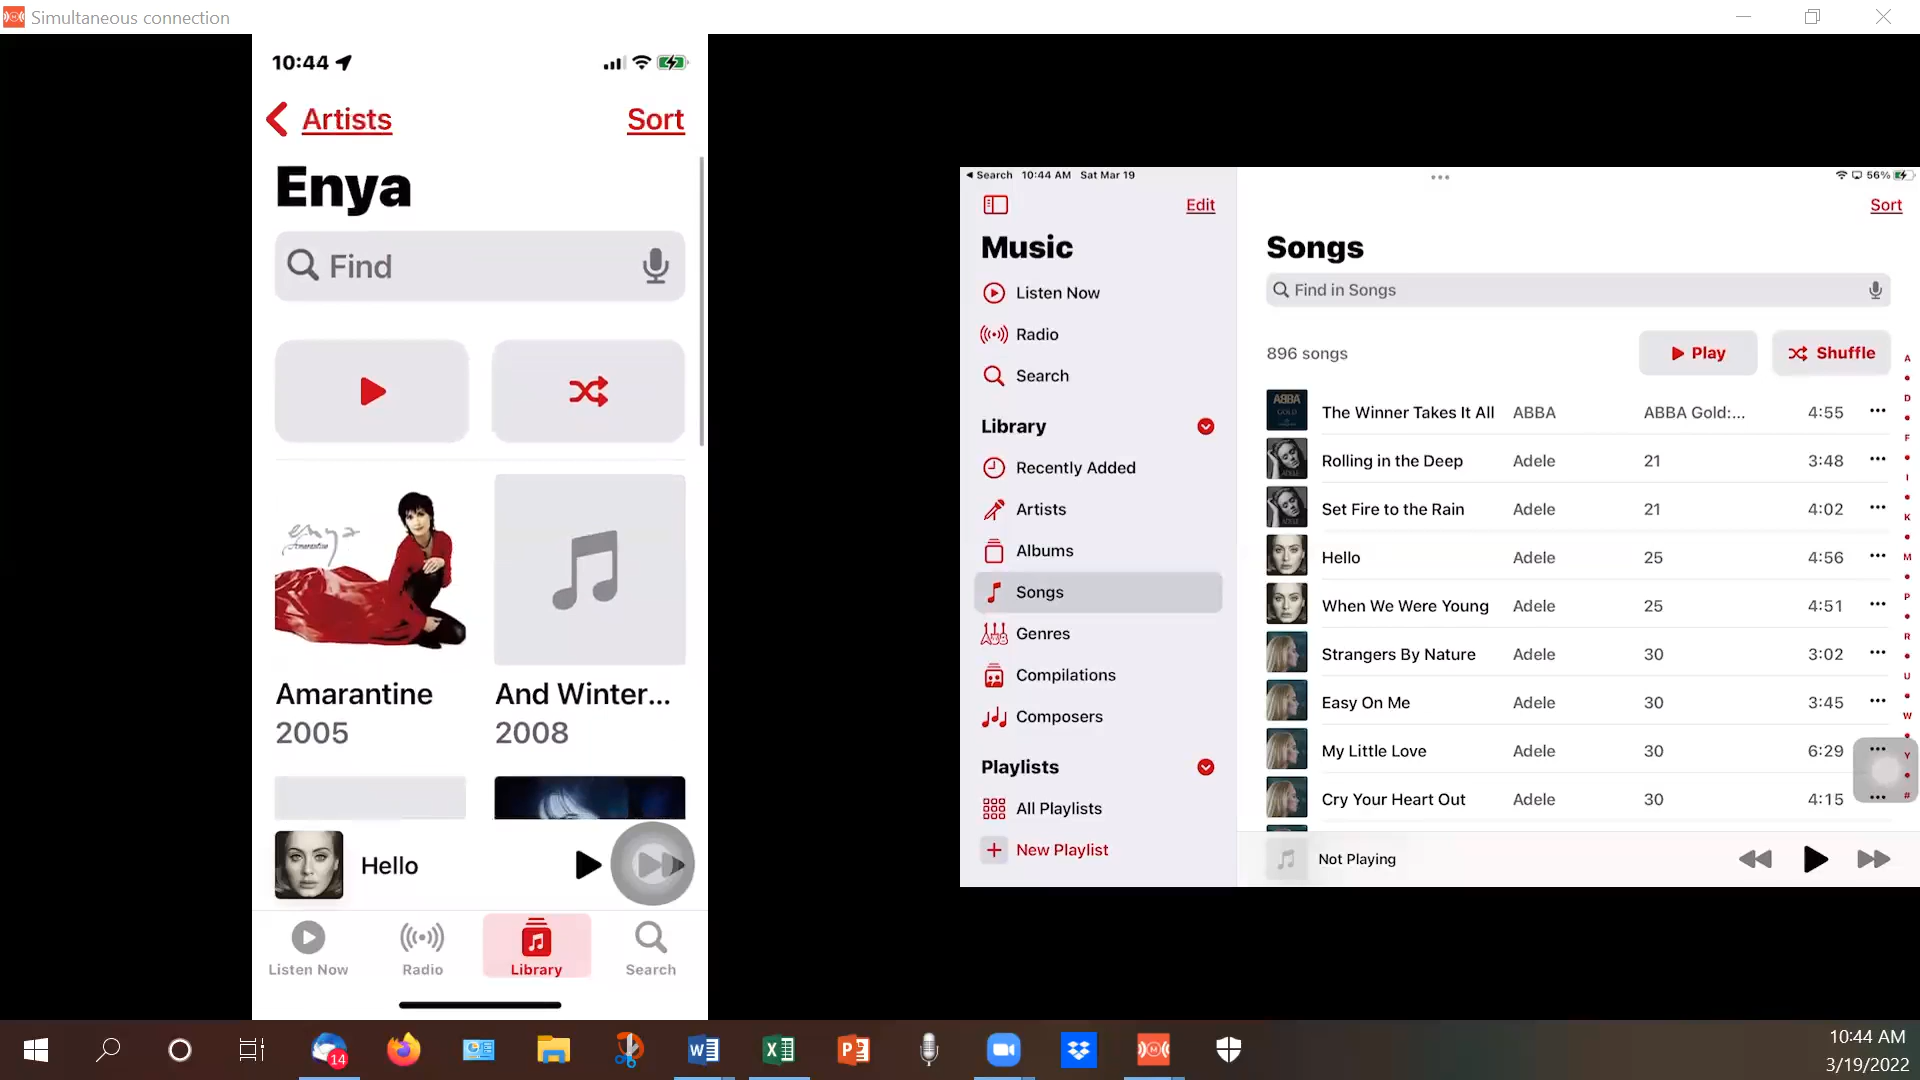 Simultaneous connection
10:44
Artists
Sort
Enya
Find
enya
Amarantine
Amarantine
2005
And Winter...
2008
Hello
Listen Now
Radio
Library
Search
Search 10:44 AM Sat Mar 19
56%
Edit
Music
Listen Now
Radio
Search
Library
Recently Added
Artists
Albums
Songs
Genres
Compilations
Composers
Playlists
All Playlists
New Playlist
Sort
Songs
Find in Songs
896 songs
Play
Shuffle
ABBA
GOLD
The Winner Takes It All ABBA ABBA Gold:... 4:55
ADELE
Rolling in the Deep Adele 21 3:48
ADELE
Set Fire to the Rain Adele 21 4:02
Hello Adele 25 4:56
When We Were Young Adele 25 4:51
Strangers By Nature Adele 30 3:02
Easy On Me Adele 30 3:45
My Little Love Adele 30 6:29
Cry Your Heart Out Adele 30 4:15
A
D
F
I
K
M
P
R
U
W
Y
#
Not Playing
14
10:44 AM
3/19/2022